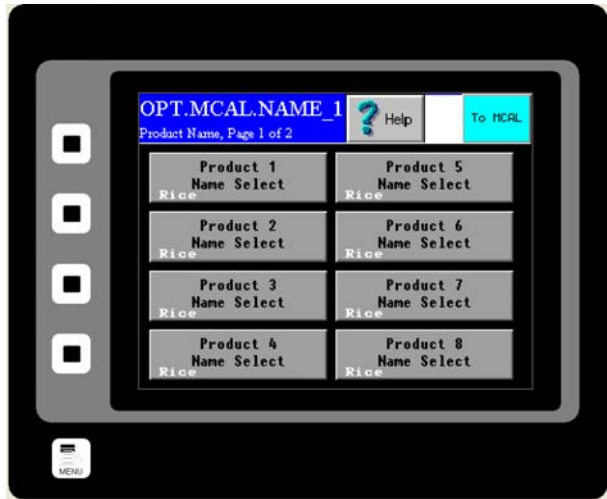 OPT.MCAL.NAME_1
Product Name, Page 1 of 2
? Help
To MCAL
Product 1
Name Select
Rice
Product 5
Name Select
Rice
Product 2
Name Select
Rice
Product 6
Name Select
Rice
Product 3
Name Select
Rice
Product 7
Name Select
Rice
Product 4
Name Select
Rice
Product 8
Name Select
Rice
MENU